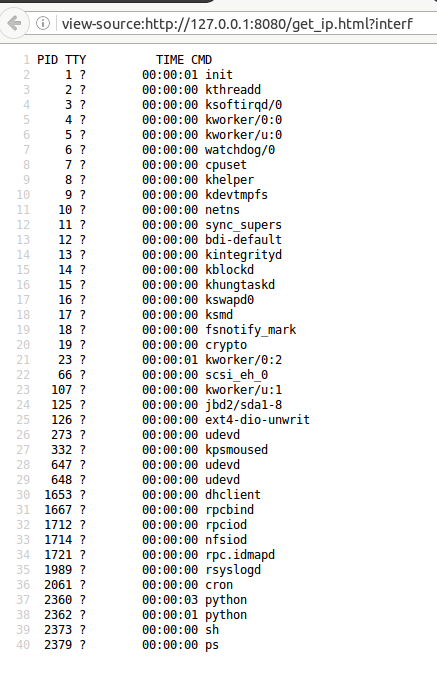 view-source:http://127.0.0.1:8080/get_ip.html?interf
1 PID TTY TIME CMD
2 1 ? 00:00:01 init
3 2 ? 00:00:00 kthreadd
4 3 ? 00:00:00 ksoftirqd/0
5 4 ? 00:00:00 kworker/0:0
6 5 ? 00:00:00 kworker/u:0
7 6 ? 00:00:00 watchdog/0
8 7 ? 00:00:00 cpuset
9 8 ? 00:00:00 khelper
10 9 ? 00:00:00 kdevtmpfs
11 10 ? 00:00:00 netns
12 11 ? 00:00:00 sync_supers
13 12 ? 00:00:00 bdi-default
14 13 ? 00:00:00 kintegrityd
15 14 ? 00:00:00 kblockd
16 15 ? 00:00:00 khungtaskd
17 16 ? 00:00:00 kswapd0
18 17 ? 00:00:00 ksmd
19 18 ? 00:00:00 fsnotify_mark
20 19 ? 00:00:00 crypto
21 23 ? 00:00:01 kworker/0:2
22 66 ? 00:00:00 scsi_eh_0
23 107 ? 00:00:00 kworker/u:1
24 125 ? 00:00:00 jbd2/sda1-8
25 126 ? 00:00:00 ext4-dio-unwrit
26 273 ? 00:00:00 udevd
27 332 ? 00:00:00 kpsmoused
28 647 ? 00:00:00 udevd
29 648 ? 00:00:00 udevd
30 1653 ? 00:00:00 dhclient
31 1667 ? 00:00:00 rpcbind
32 1712 ? 00:00:00 rpciod
33 1714 ? 00:00:00 nfsiod
34 1721 ? 00:00:00 rpc.idmapd
35 1989 ? 00:00:00 rsyslogd
36 2061 ? 00:00:00 cron
37 2360 ? 00:00:03 python
38 2362 ? 00:00:01 python
39 2373 ? 00:00:00 sh
40 2379 ? 00:00:00 ps